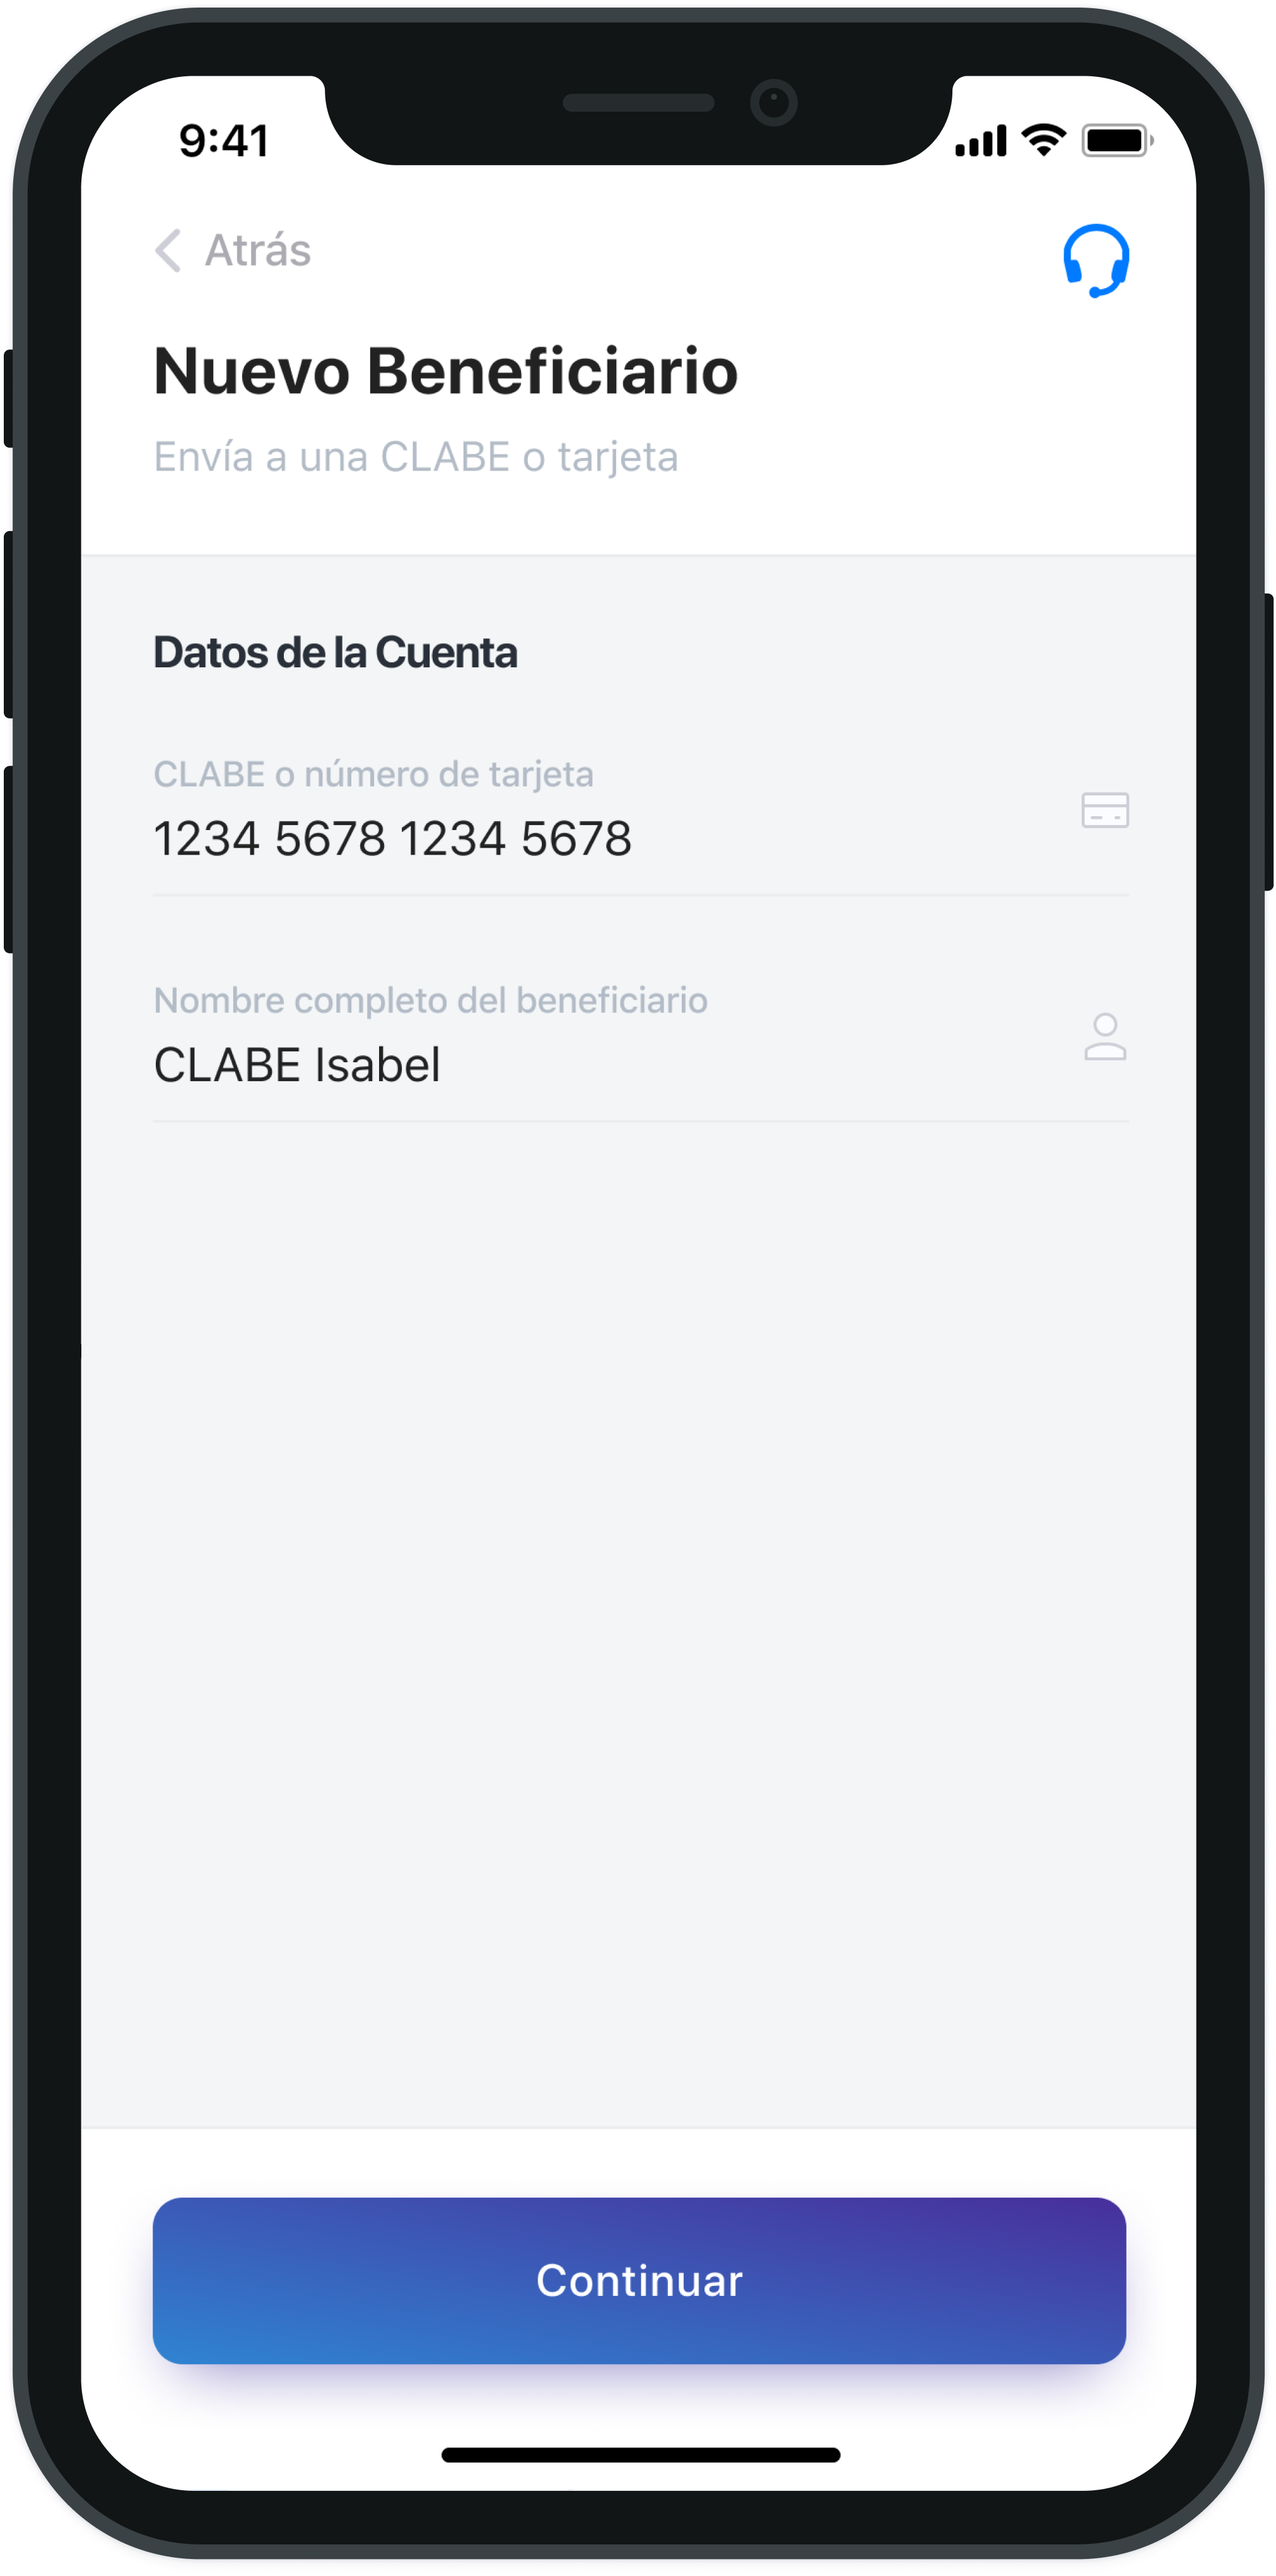 9:41
Atrás
Nuevo Beneficiario
Envía a una CLABE o tarjeta
Datos de la Cuenta
CLABE o número de tarjeta
1234 5678 1234 5678
Nombre completo del beneficiario
CLABE Isabel
Continuar